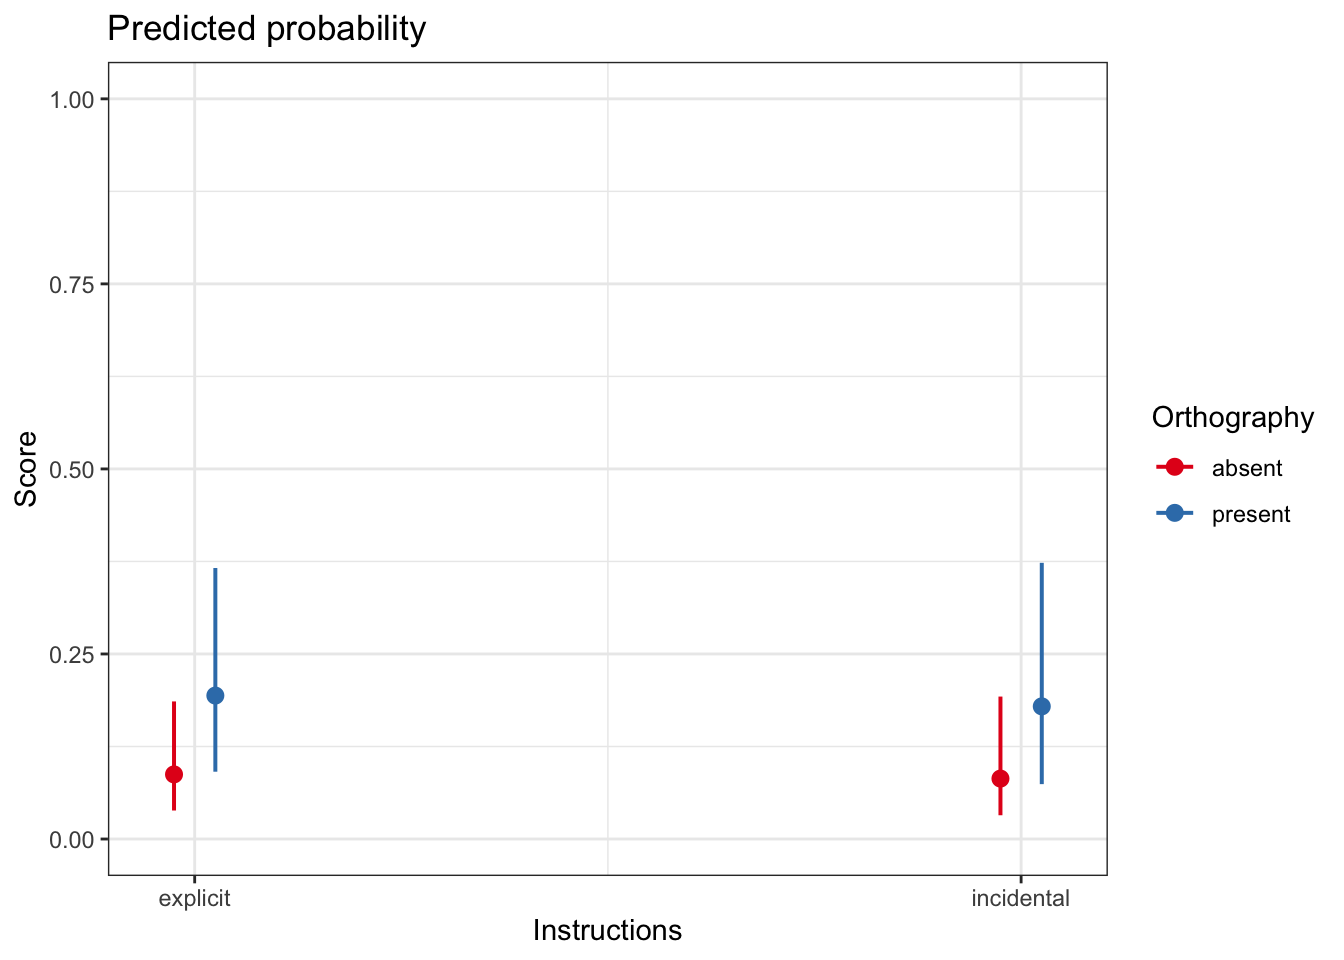 Predicted probability
1.00
0.75
0.50
0.25
0.00
Score
explicit
incidental
Instructions
Orthography
absent
present